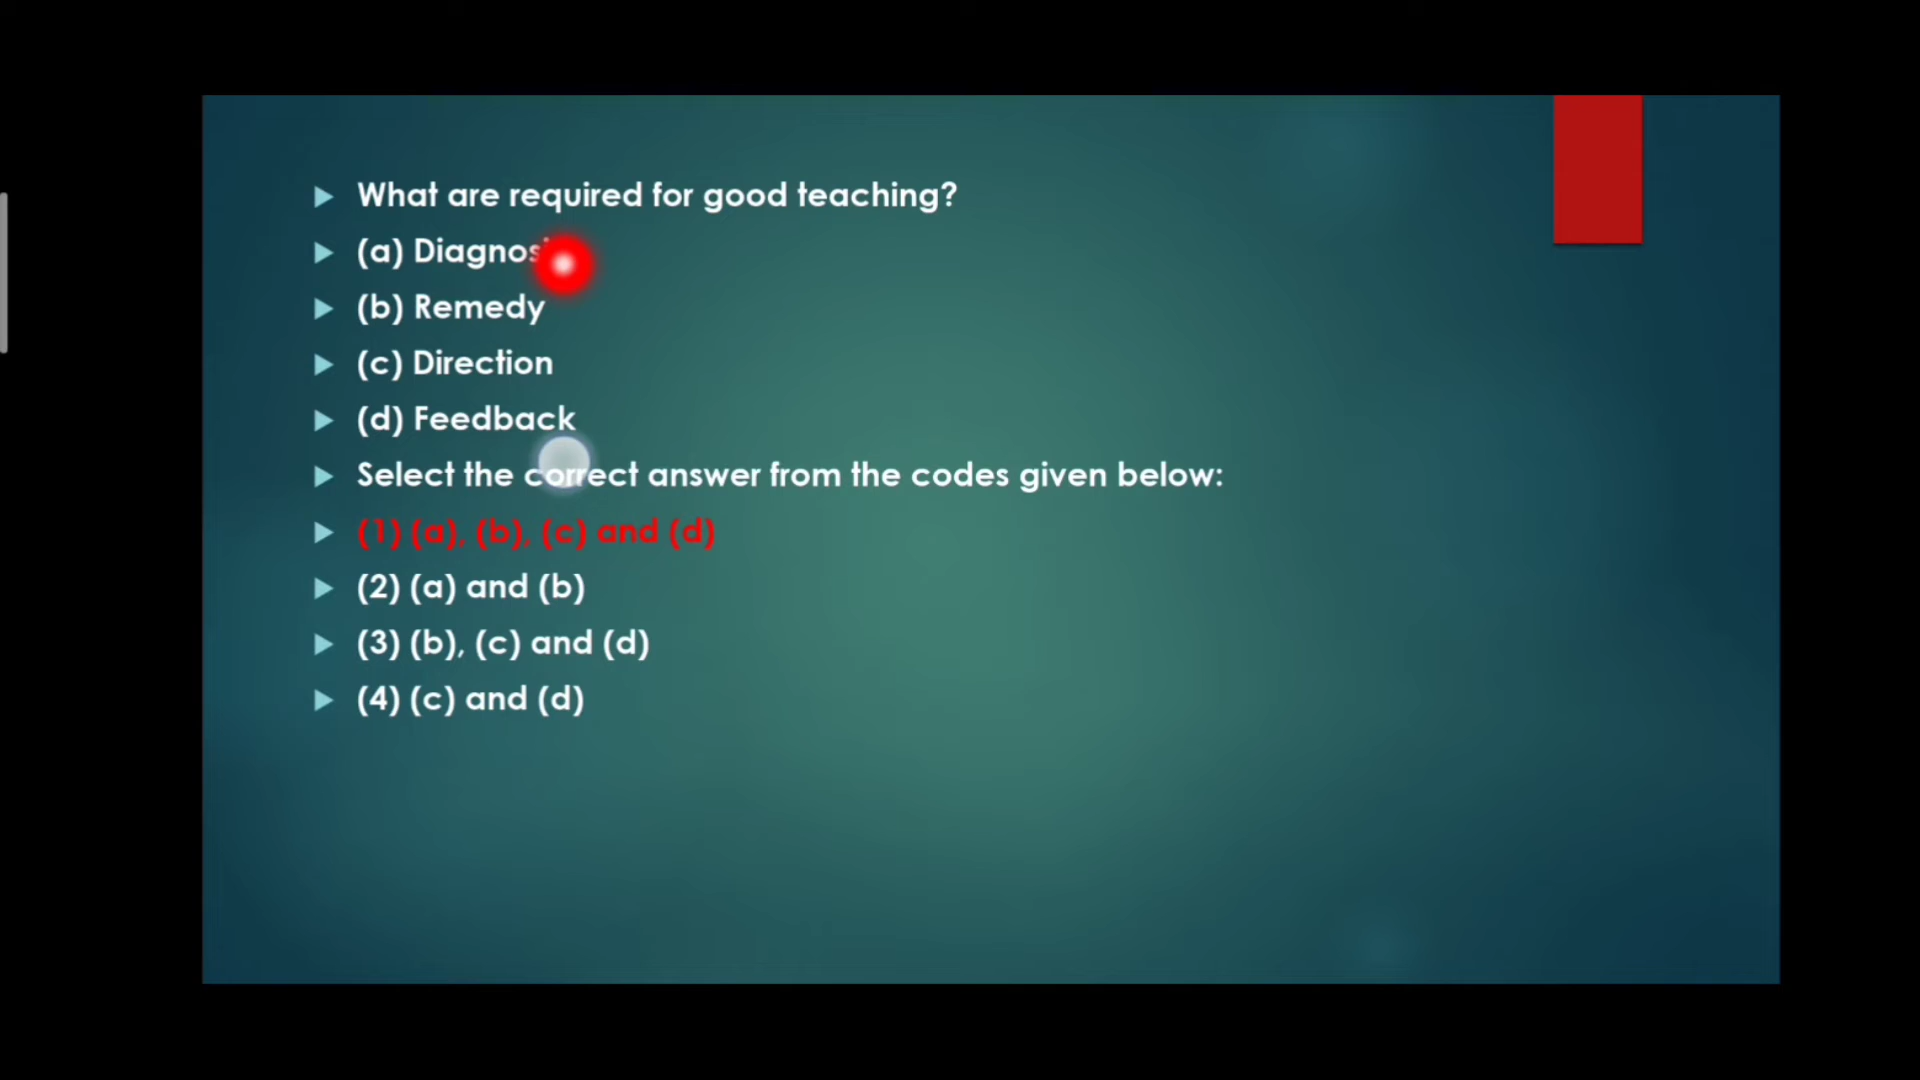 What are required for good teaching?
(a) Diagnosis
(b) Remedy
(c) Direction
(d) Feedback
Select the correct answer from the codes given below:
(1) (a), (b), (c) and (d)
(2) (a) and (b)
(3) (b), (c) and (d)
(4) (c) and (d)